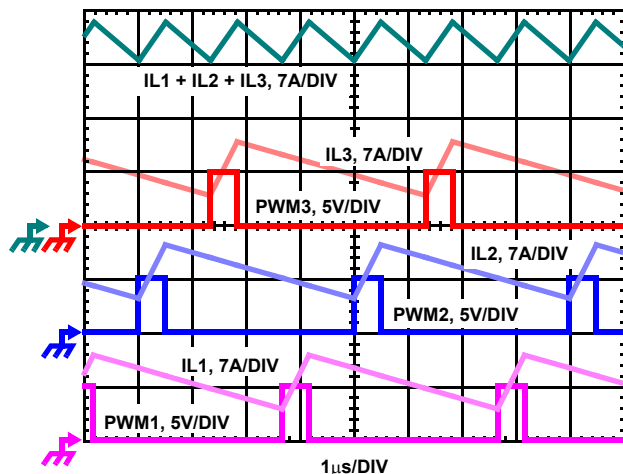 IL1 + IL2 + IL3, 7A/DIV
IL3, 7A/DIV
PWM3, 5V/DIV
IL2, 7A/DIV
PWM2, 5V/DIV
IL1, 7A/DIV
PWM1, 5V/DIV
1μs/DIV